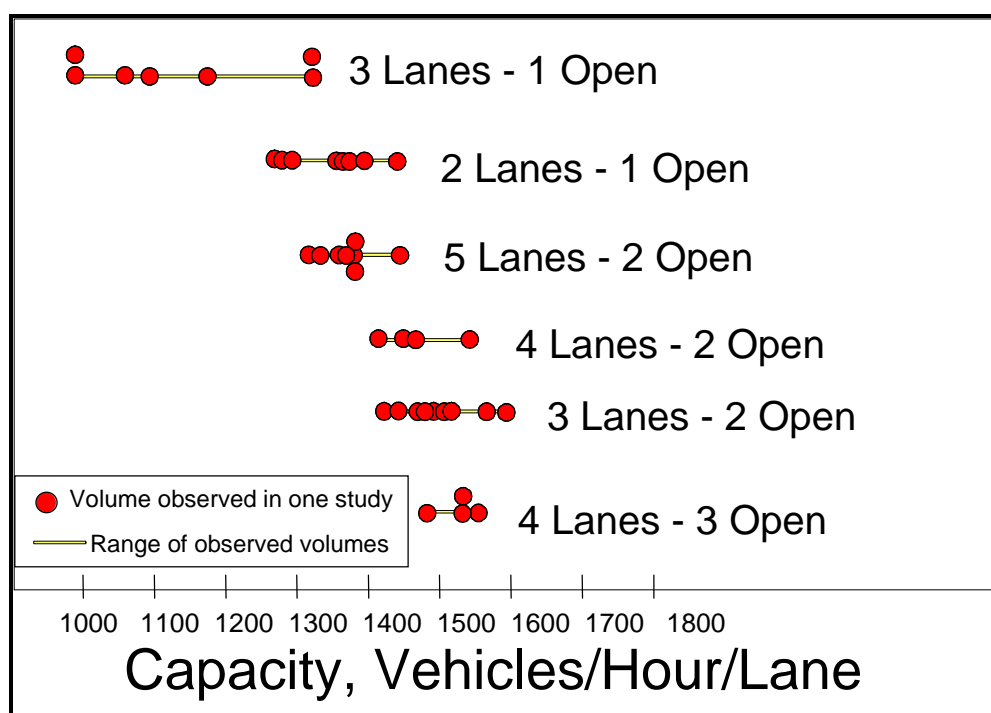 3 Lanes - 1 Open
2 Lanes - 1 Open
5 Lanes - 2 Open
4 Lanes - 2 Open
3 Lanes - 2 Open
4 Lanes - 3 Open
Volume observed in one study
Range of observed volumes
1000 1100 1200 1300 1400 1500 1600 1700 1800
Capacity, Vehicles/Hour/Lane